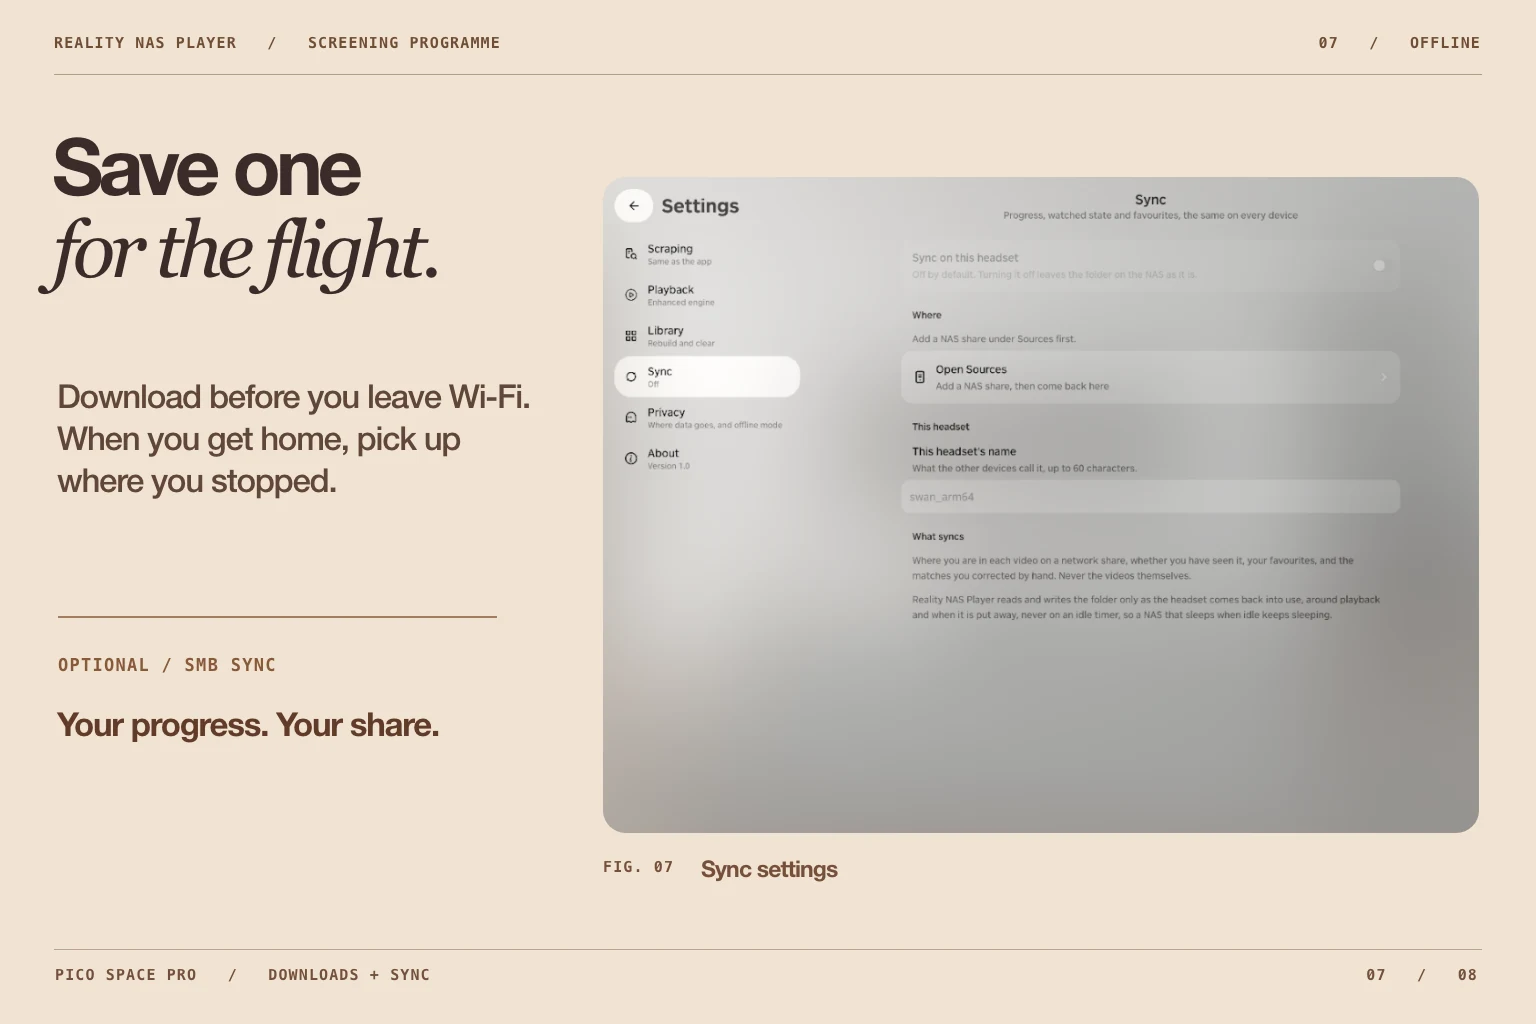 REALITY NAS PLAYER / SCREENING PROGRAMME
07 / OFFLINE
Save one
for the flight.
Download before you leave Wi-Fi.
When you get home, pick up
where you stopped.
OPTIONAL / SMB SYNC
Your progress. Your share.
Settings
Scraping
Same as the app
Playback
Enhanced engine
Library
Rebuild and clear
Sync
Off
Privacy
Where data goes, and offline mode
About
Version 1.0
Sync
Progress, watched state and favourites, the same on every device
Sync on this headset
Off by default. Turning it off leaves the folder on the NAS as it is.
Where
Add a NAS share under Sources first.
Open Sources
Add a NAS share, then come back here
This headset
This headset's name
What the other devices call it, up to 60 characters.
swan_arm64
What syncs
Where you are in each video on a network share, whether you have seen it, your favourites, and the
matches you corrected by hand. Never the videos themselves.
Reality NAS Player reads and writes the folder only as the headset comes back into use, around playback
and when it is put away, never on an idle timer, so a NAS that sleeps when idle keeps sleeping.
FIG. 07 Sync settings
PICO SPACE PRO / DOWNLOADS + SYNC
07 / 08